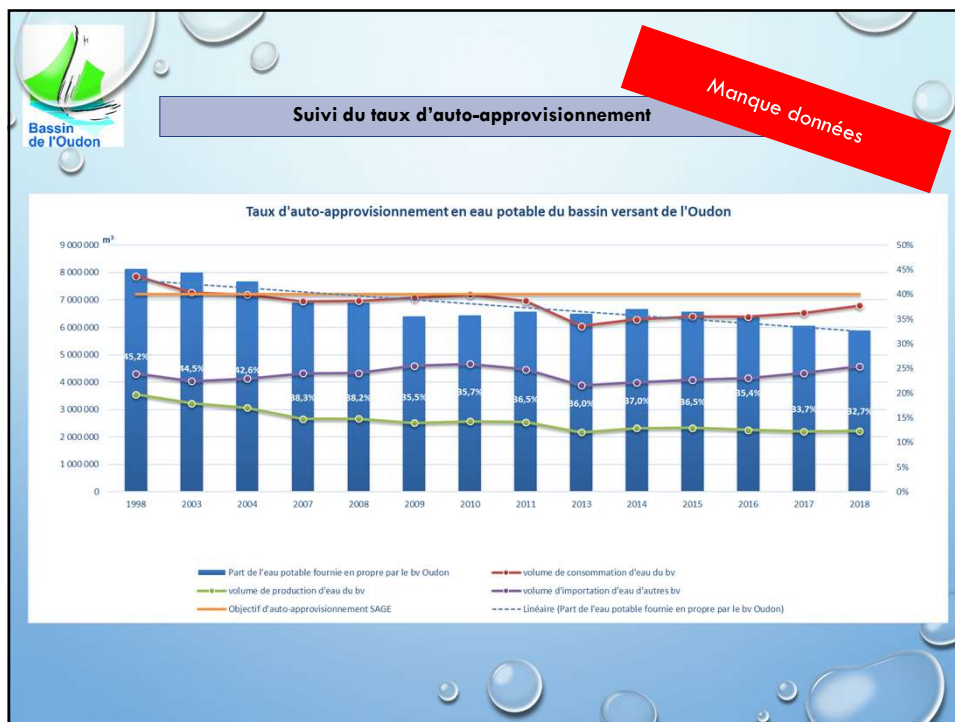 Bassin
de l'Oudon
Suivi du taux d'auto-approvisionnement
Manque données
Taux d'auto-approvisionnement en eau potable du bassin versant de l'Oudon
m³
9 000 000
8 000 000
7 000 000
6 000 000
5 000 000
4 000 000
3 000 000
2 000 000
1 000 000
0
50%
45%
40%
35%
30%
25%
20%
15%
10%
5%
0%
45,2%
44,5%
42,6%
38,3%
38,2%
35,5%
35,7%
36,5%
36,0%
37,0%
36,5%
35,4%
33,7%
32,7%
1998 2003 2004 2007 2008 2009 2010 2011 2013 2014 2015 2016 2017 2018
Part de l'eau potable fournie en propre par le bv Oudon
volume de consommation d'eau du bv
volume de production d'eau du bv
volume d'importation d'eau d'autres bv
Objectif d'auto-approvisionnement SAGE
Linéaire (Part de l'eau potable fournie en propre par le bv Oudon)